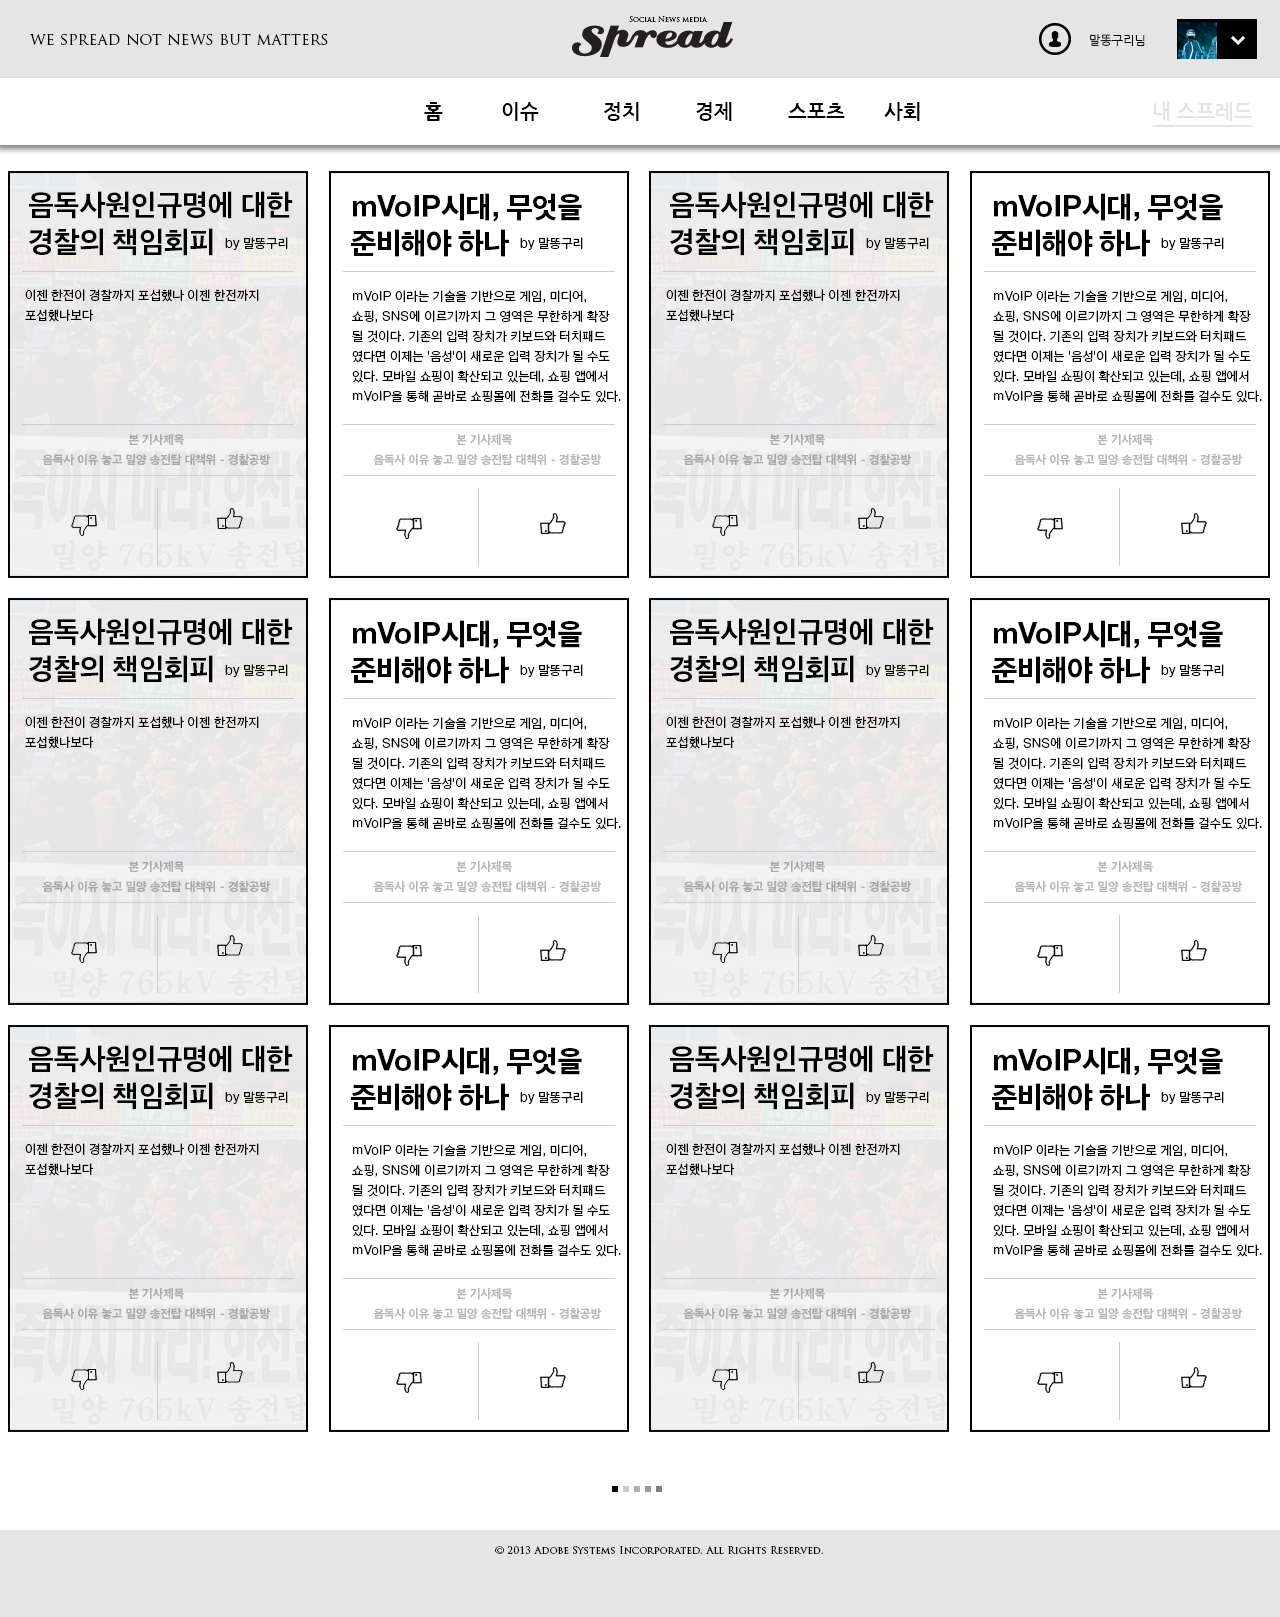 WE SPREAD NOT NEWS BUT MATTERS
SOCIAL NEWS MEDIA
Spread
말똥구리님
홈 이슈 정치 경제 스포츠 사회
내 스프레드
음독사원인규명에 대한
경찰의 책임회피 by 말똥구리
이젠 한전이 경찰까지 포섭했나 이젠 한전까지
포섭했나보다
본 기사제목
음독사 이유 놓고 밀양 송전탑 대책위 - 경찰공방
죽이지 마라!
밀양 765kV 송전탑
mVoIP시대, 무엇을
준비해야 하나 by 말똥구리
mVoIP 이라는 기술을 기반으로 게임, 미디어,
쇼핑, SNS에 이르기까지 그 영역은 무한하게 확장
될 것이다. 기존의 입력 장치가 키보드와 터치패드
였다면 이제는 '음성'이 새로운 입력 장치가 될 수도
있다. 모바일 쇼핑이 확산되고 있는데, 쇼핑 앱에서
mVoIP을 통해 곧바로 쇼핑몰에 전화를 걸수도 있다.
본 기사제목
음독사 이유 놓고 밀양 송전탑 대책위 - 경찰공방
음독사원인규명에 대한
경찰의 책임회피 by 말똥구리
이젠 한전이 경찰까지 포섭했나 이젠 한전까지
포섭했나보다
본 기사제목
음독사 이유 놓고 밀양 송전탑 대책위 - 경찰공방
죽이지 마라!
밀양 765kV 송전탑
mVoIP시대, 무엇을
준비해야 하나 by 말똥구리
mVoIP 이라는 기술을 기반으로 게임, 미디어,
쇼핑, SNS에 이르기까지 그 영역은 무한하게 확장
될 것이다. 기존의 입력 장치가 키보드와 터치패드
였다면 이제는 '음성'이 새로운 입력 장치가 될 수도
있다. 모바일 쇼핑이 확산되고 있는데, 쇼핑 앱에서
mVoIP을 통해 곧바로 쇼핑몰에 전화를 걸수도 있다.
본 기사제목
음독사 이유 놓고 밀양 송전탑 대책위 - 경찰공방
음독사원인규명에 대한
경찰의 책임회피 by 말똥구리
이젠 한전이 경찰까지 포섭했나 이젠 한전까지
포섭했나보다
본 기사제목
음독사 이유 놓고 밀양 송전탑 대책위 - 경찰공방
죽이지 마라!
밀양 765kV 송전탑
mVoIP시대, 무엇을
준비해야 하나 by 말똥구리
mVoIP 이라는 기술을 기반으로 게임, 미디어,
쇼핑, SNS에 이르기까지 그 영역은 무한하게 확장
될 것이다. 기존의 입력 장치가 키보드와 터치패드
였다면 이제는 '음성'이 새로운 입력 장치가 될 수도
있다. 모바일 쇼핑이 확산되고 있는데, 쇼핑 앱에서
mVoIP을 통해 곧바로 쇼핑몰에 전화를 걸수도 있다.
본 기사제목
음독사 이유 놓고 밀양 송전탑 대책위 - 경찰공방
음독사원인규명에 대한
경찰의 책임회피 by 말똥구리
이젠 한전이 경찰까지 포섭했나 이젠 한전까지
포섭했나보다
본 기사제목
음독사 이유 놓고 밀양 송전탑 대책위 - 경찰공방
죽이지 마라!
밀양 765kV 송전탑
mVoIP시대, 무엇을
준비해야 하나 by 말똥구리
mVoIP 이라는 기술을 기반으로 게임, 미디어,
쇼핑, SNS에 이르기까지 그 영역은 무한하게 확장
될 것이다. 기존의 입력 장치가 키보드와 터치패드
였다면 이제는 '음성'이 새로운 입력 장치가 될 수도
있다. 모바일 쇼핑이 확산되고 있는데, 쇼핑 앱에서
mVoIP을 통해 곧바로 쇼핑몰에 전화를 걸수도 있다.
본 기사제목
음독사 이유 놓고 밀양 송전탑 대책위 - 경찰공방
음독사원인규명에 대한
경찰의 책임회피 by 말똥구리
이젠 한전이 경찰까지 포섭했나 이젠 한전까지
포섭했나보다
본 기사제목
음독사 이유 놓고 밀양 송전탑 대책위 - 경찰공방
죽이지 마라!
밀양 765kV 송전탑
mVoIP시대, 무엇을
준비해야 하나 by 말똥구리
mVoIP 이라는 기술을 기반으로 게임, 미디어,
쇼핑, SNS에 이르기까지 그 영역은 무한하게 확장
될 것이다. 기존의 입력 장치가 키보드와 터치패드
였다면 이제는 '음성'이 새로운 입력 장치가 될 수도
있다. 모바일 쇼핑이 확산되고 있는데, 쇼핑 앱에서
mVoIP을 통해 곧바로 쇼핑몰에 전화를 걸수도 있다.
본 기사제목
음독사 이유 놓고 밀양 송전탑 대책위 - 경찰공방
음독사원인규명에 대한
경찰의 책임회피 by 말똥구리
이젠 한전이 경찰까지 포섭했나 이젠 한전까지
포섭했나보다
본 기사제목
음독사 이유 놓고 밀양 송전탑 대책위 - 경찰공방
죽이지 마라!
밀양 765kV 송전탑
mVoIP시대, 무엇을
준비해야 하나 by 말똥구리
mVoIP 이라는 기술을 기반으로 게임, 미디어,
쇼핑, SNS에 이르기까지 그 영역은 무한하게 확장
될 것이다. 기존의 입력 장치가 키보드와 터치패드
였다면 이제는 '음성'이 새로운 입력 장치가 될 수도
있다. 모바일 쇼핑이 확산되고 있는데, 쇼핑 앱에서
mVoIP을 통해 곧바로 쇼핑몰에 전화를 걸수도 있다.
본 기사제목
음독사 이유 놓고 밀양 송전탑 대책위 - 경찰공방
© 2013 ADOBE SYSTEMS INCORPORATED. ALL RIGHTS RESERVED.